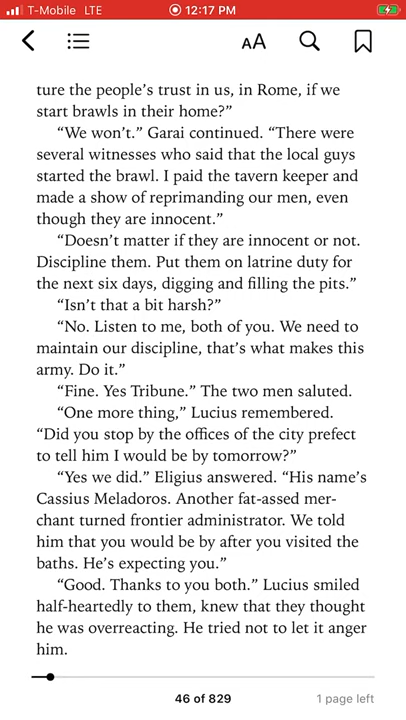 T-Mobile LTE 12:17 PM
AA
ture the people's trust in us, in Rome, if we
start brawls in their home?”
“We won't.” Garai continued. “There were
several witnesses who said that the local guys
started the brawl. I paid the tavern keeper and
made a show of reprimanding our men, even
though they are innocent.”
“Doesn't matter if they are innocent or not.
Discipline them. Put them on latrine duty for
the next six days, digging and filling the pits.”
“Isn't that a bit harsh?”
“No. Listen to me, both of you. We need to
maintain our discipline, that's what makes this
army. Do it.”
“Fine. Yes Tribune.” The two men saluted.
“One more thing,” Lucius remembered.
“Did you stop by the offices of the city prefect
to tell him I would be by tomorrow?”
“Yes we did.” Eligius answered. “His name's
Cassius Meladoros. Another fat-assed mer-
chant turned frontier administrator. We told
him that you would be by after you visited the
baths. He's expecting you.”
“Good. Thanks to you both.” Lucius smiled
half-heartedly to them, knew that they thought
he was overreacting. He tried not to let it anger
him.
46 of 829 1 page left